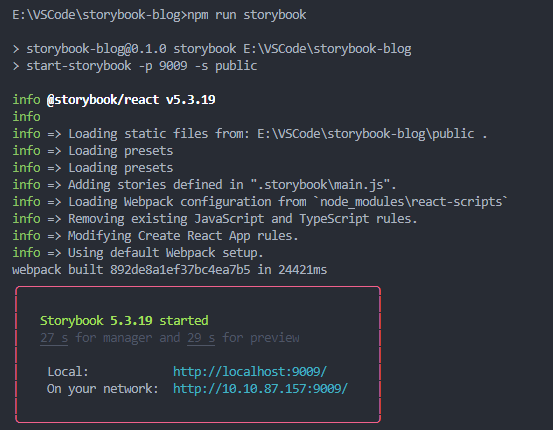 E:\VSCode\storybook-blog>npm run storybook
> storybook-blog@0.1.0 storybook E:\VSCode\storybook-blog
> start-storybook -p 9009 -s public
info @storybook/react v5.3.19
info
info => Loading static files from: E:\VSCode\storybook-blog\public .
info => Loading presets
info => Loading presets
info => Adding stories defined in ".storybook\main.js".
info => Loading Webpack configuration from `node_modules\react-scripts`
info => Removing existing JavaScript and TypeScript rules.
info => Modifying Create React App rules.
info => Using default Webpack setup.
webpack built 892de8a1ef37bc4ea7b5 in 24421ms
Storybook 5.3.19 started
27 s for manager and 29 s for preview
Local: http://localhost:9009/
On your network: http://10.10.87.157:9009/